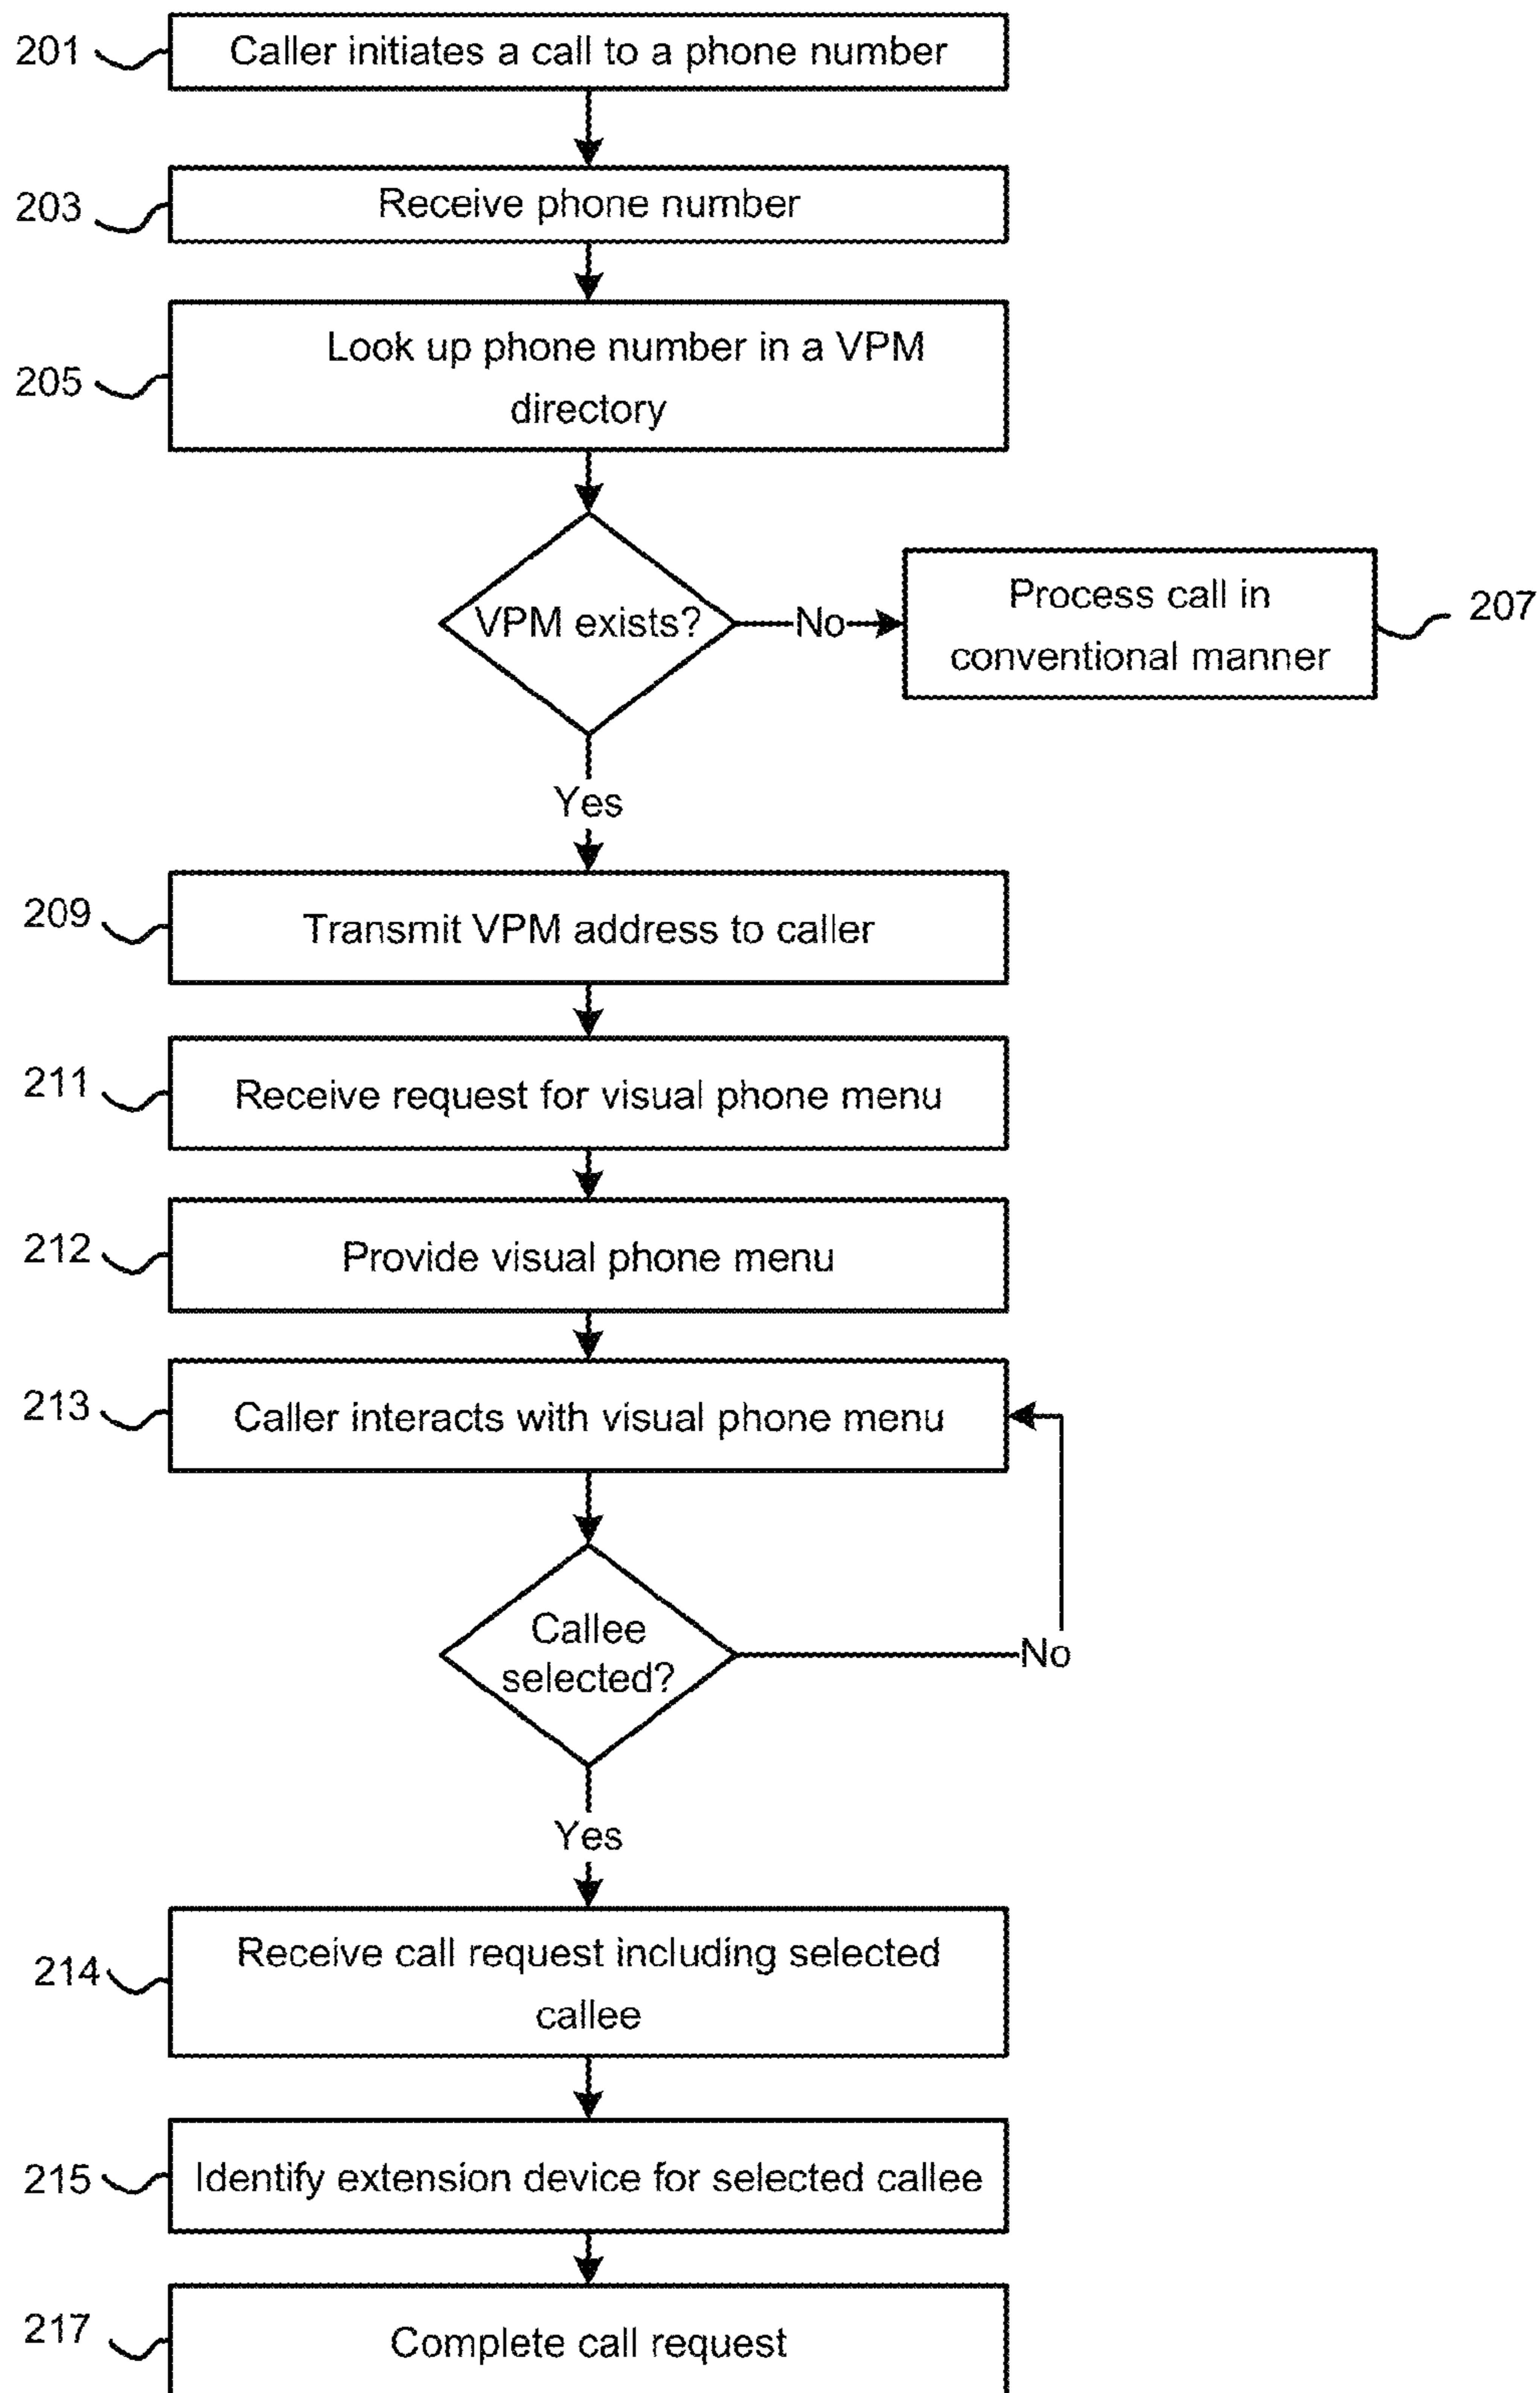 201
Caller initiates a call to a phone number
203
Receive phone number
205
Look up phone number in a VPM
directory
VPM exists?
No
Process call in
conventional manner
207
Yes
209
Transmit VPM address to caller
211
Receive request for visual phone menu
212
Provide visual phone menu
213
Caller interacts with visual phone menu
Callee
selected?
No
Yes
214
Receive call request including selected
callee
215
Identify extension device for selected callee
217
Complete call request